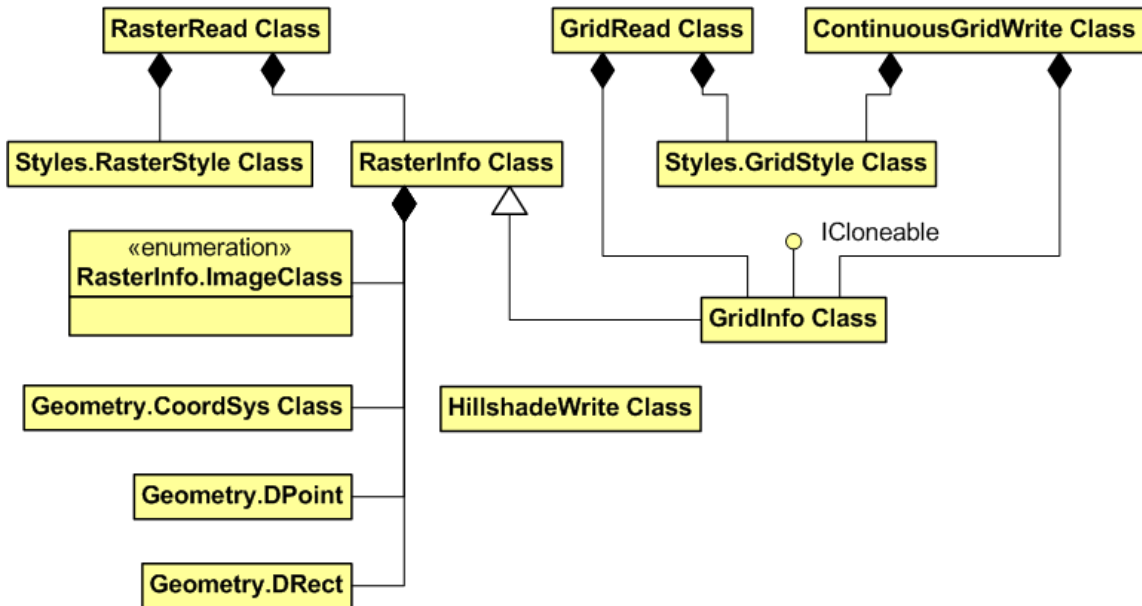 RasterRead Class
GridRead Class
ContinuousGridWrite Class
Styles.RasterStyle Class
RasterInfo Class
Styles.GridStyle Class
«enumeration»
RasterInfo.ImageClass
ICloneable
GridInfo Class
Geometry.CoordSys Class
HillshadeWrite Class
Geometry.DPoint
Geometry.DRect